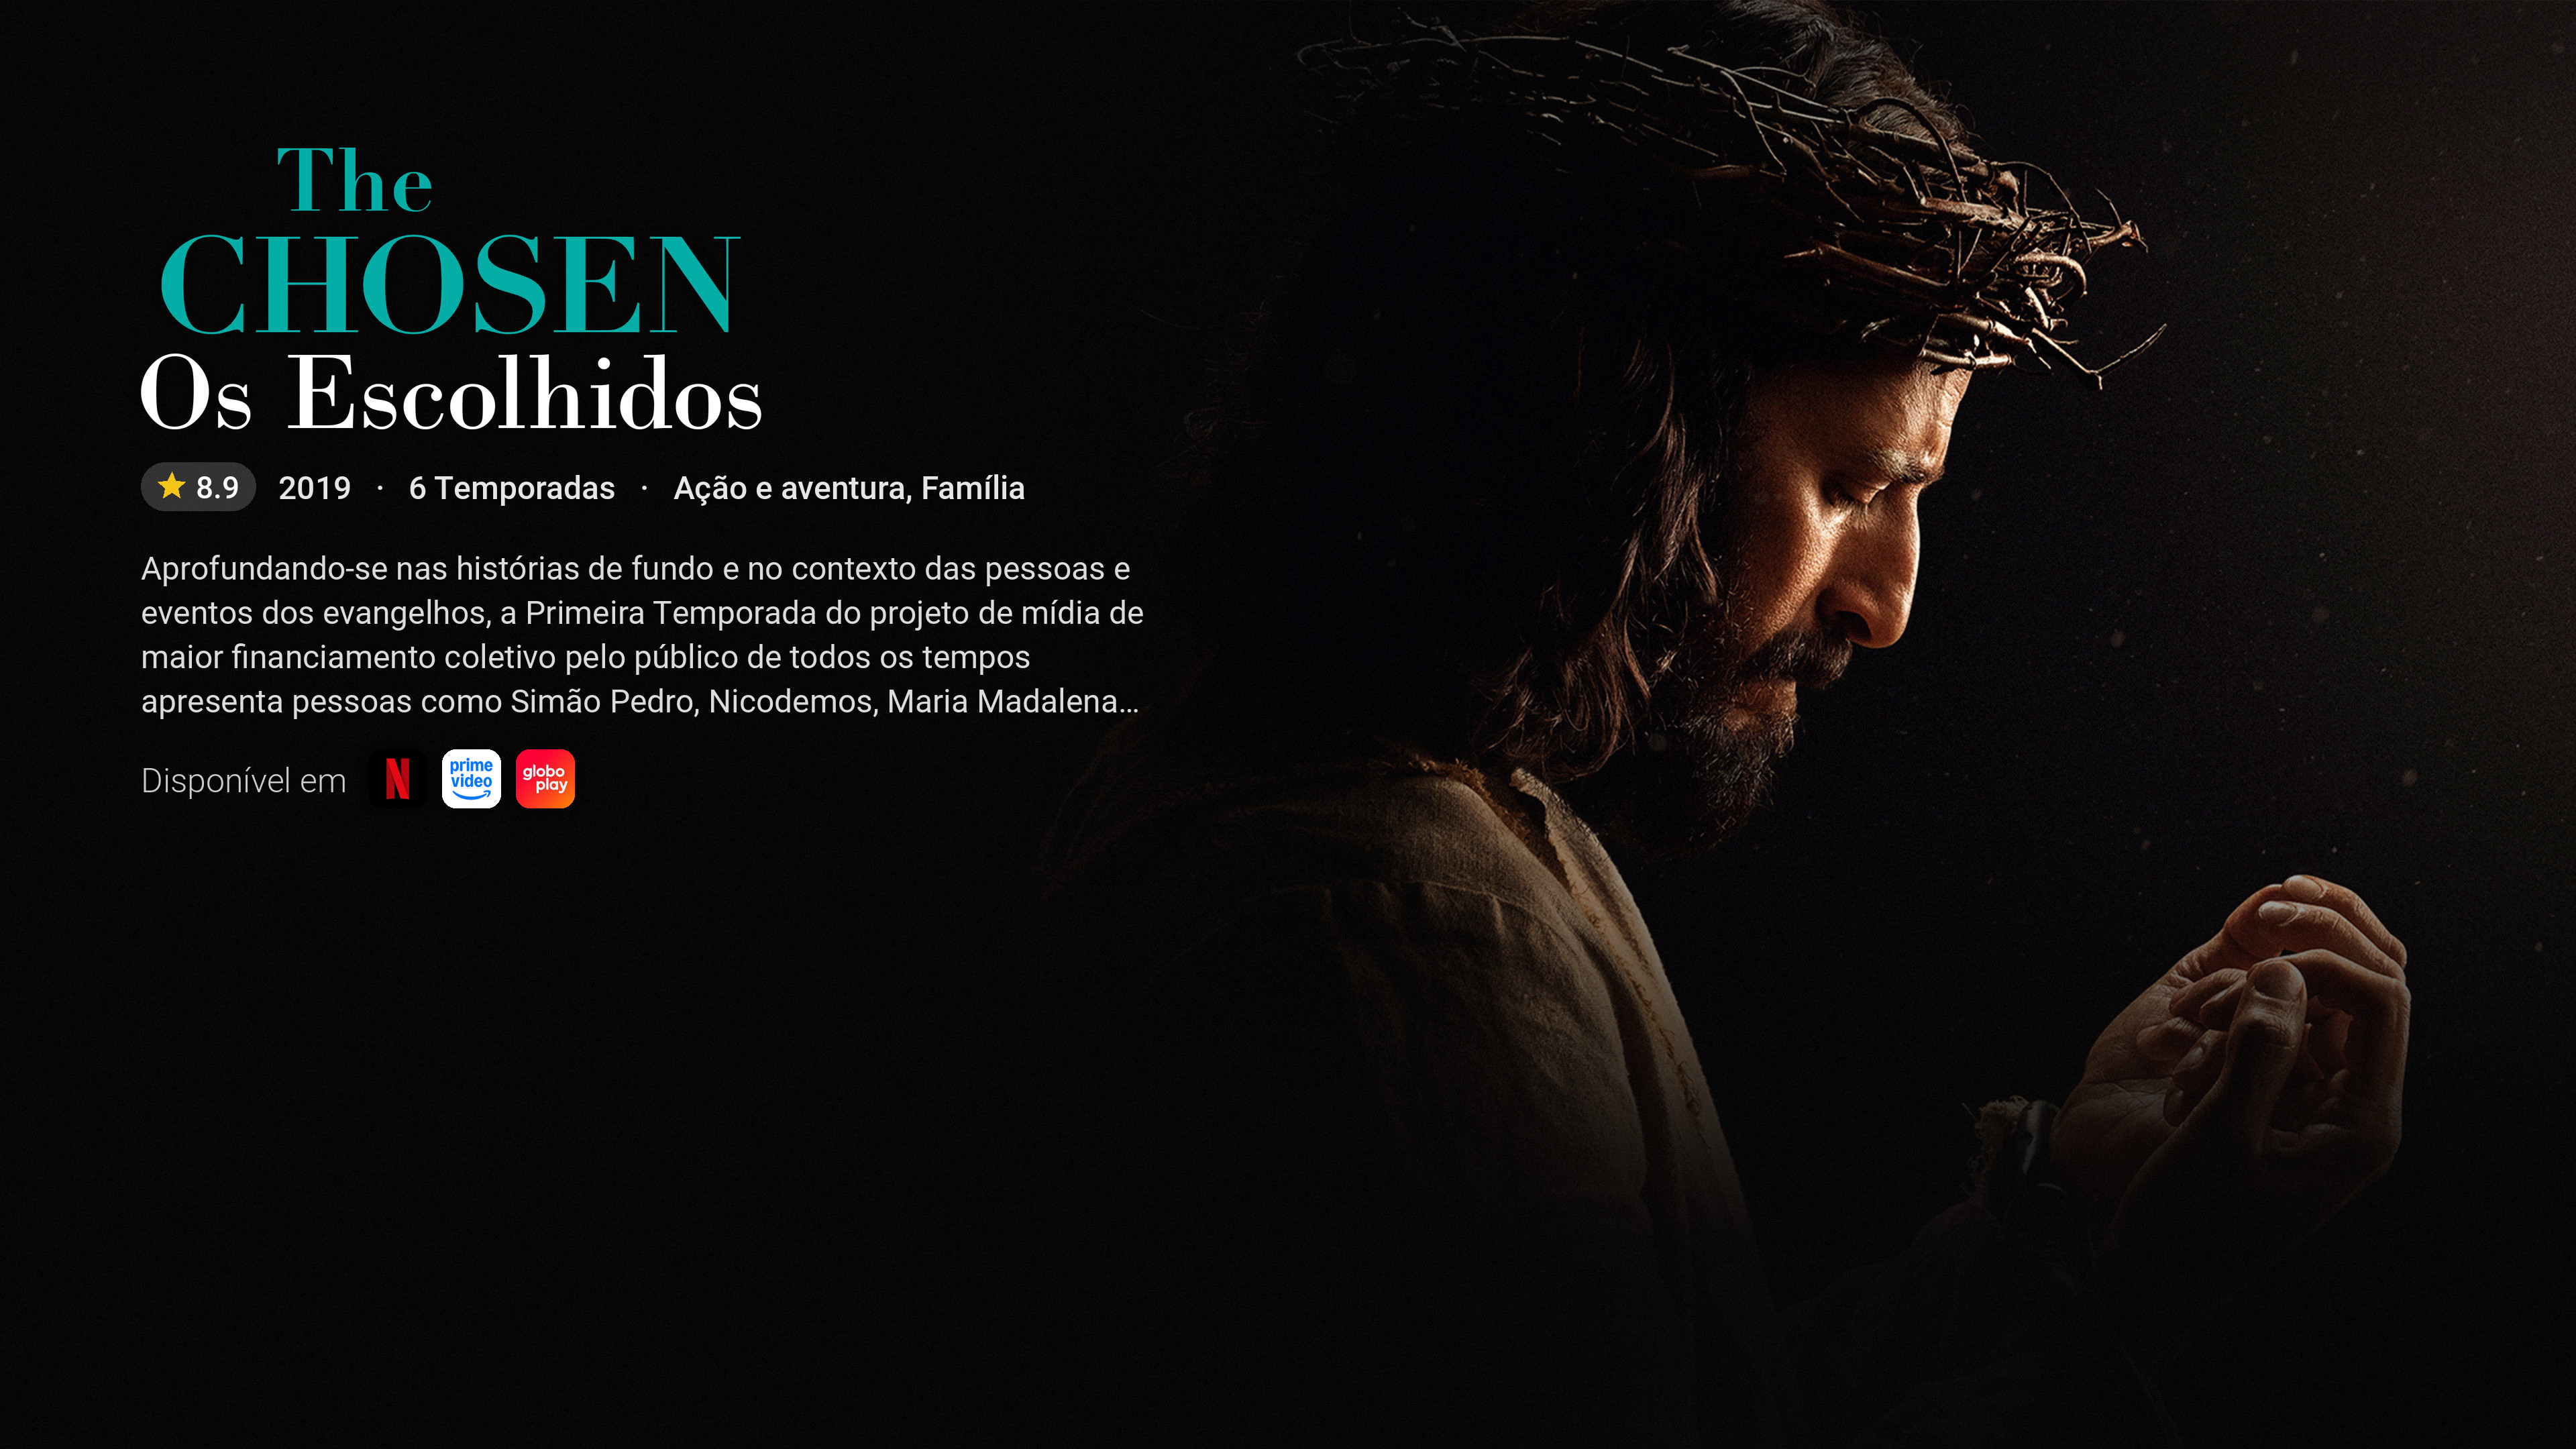 The
CHOSEN
Os Escolhidos
8.9 2019 · 6 Temporadas · Ação e aventura, Família
Aprofundando-se nas histórias de fundo e no contexto das pessoas e
eventos dos evangelhos, a Primeira Temporada do projeto de mídia de
maior financiamento coletivo pelo público de todos os tempos
apresenta pessoas como Simão Pedro, Nicodemos, Maria Madalena...
Disponível em N prime video globo play